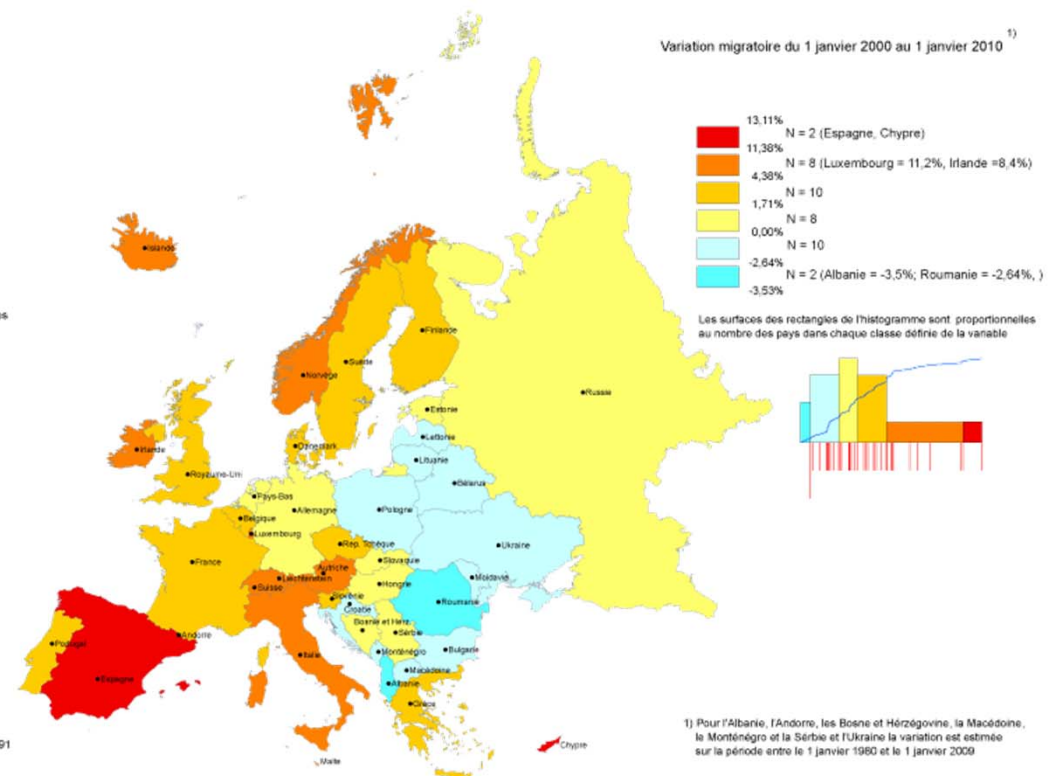 Variation migratoire du 1 janvier 2000 au 1 janvier 2010 1)
13,11%
N = 2 (Espagne, Chypre)
11,38%
N = 8 (Luxembourg = 11,2%, Irlande =8,4%)
4,38%
N = 10
1,71%
N = 8
0,00%
N = 10
-2,64%
N = 2 (Albanie = -3,5%; Roumanie = -2,64%, )
-3,53%
Les surfaces des rectangles de l'histogramme sont proportionnelles
au nombre des pays dans chaque classe définie de la variable
Islande
Finlande
Suède
Norvège
Russie
Estonie
Lettonie
Danemark
Irlande
Lituanie
Royzume-Uni
Bélarus
Pays-Bas
Pologne
Allemagne
Belgique
Luxembourg
Rep. Tchèque
Ukraine
France
Slovaquie
Autriche
Liechtenstein
Moldavie
Suisse
Hongrie
Slovénie
Roumanie
Croatie
Bosnie et Herz.
Serbie
Andorre
Portugal
Italie
Monténégro
Bulgarie
Macédoine
Espagne
Albanie
Grèce
Chypre
Malte
91
1) Pour l'Albanie, l'Andorre, les Bosne et Hérzégovine, la Macédoine,
le Monténégro et la Sérbie et l'Ukraine la variation est estimée
sur la période entre le 1 janvier 1980 et le 1 janvier 2009